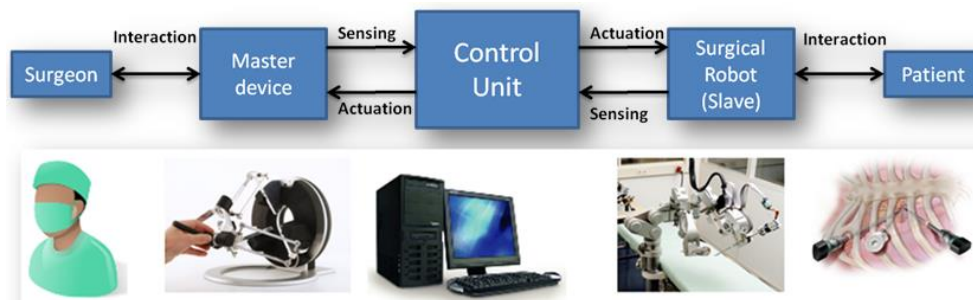 Interaction
Sensing
Actuation
Interaction
Surgeon
Master
device
Control
Unit
Surgical
Robot
(Slave)
Patient
Actuation
Sensing